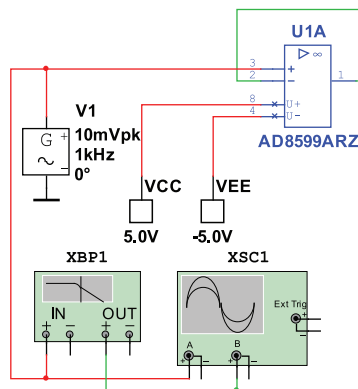 U1A
3
+
▷ ∞
2
−
1
8
U+
4
U−
AD8599ARZ
V1
G
+
~
−
10mVpk
1kHz
0°
VCC
5.0V
VEE
-5.0V
XBP1
IN
OUT
+ − + −
XSC1
Ext Trig
+
−
A
B
+ − + −